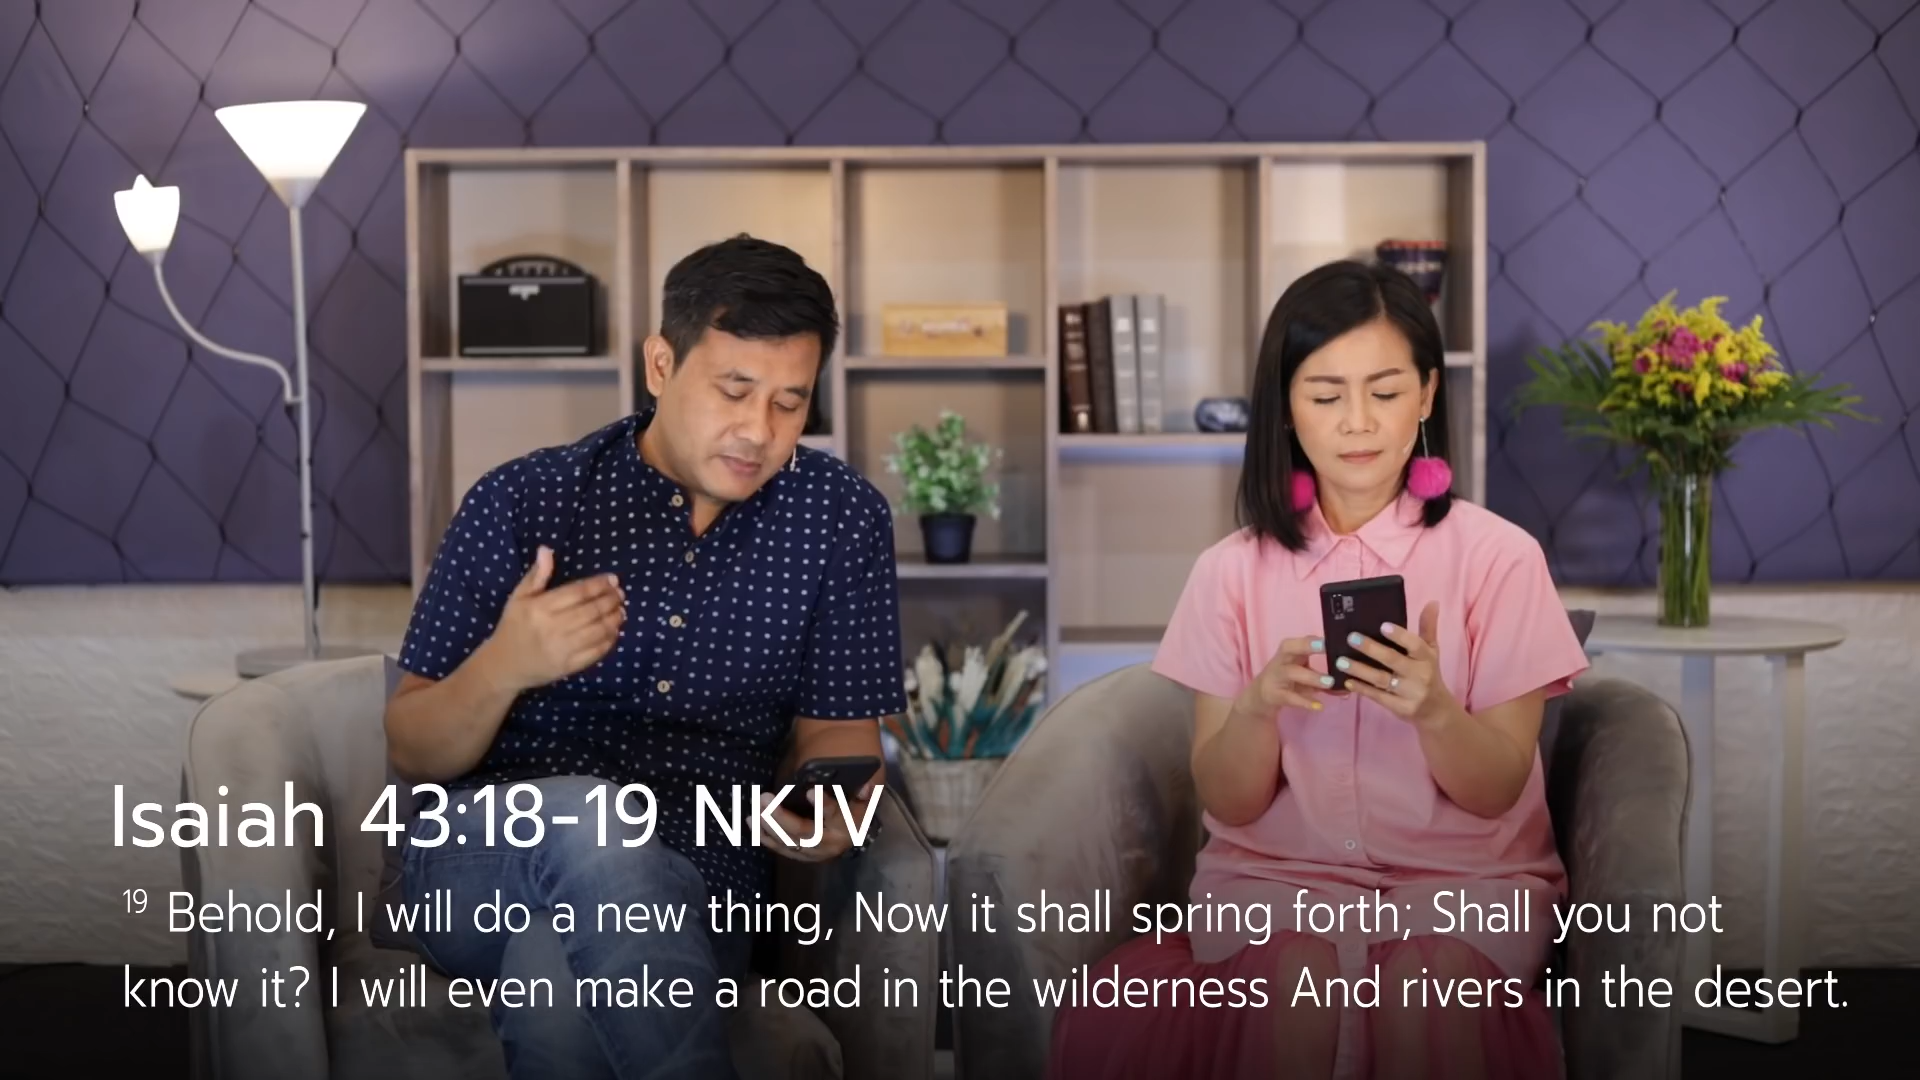 Isaiah 43:18-19 NKJV
19 Behold, I will do a new thing, Now it shall spring forth; Shall you not
know it? I will even make a road in the wilderness And rivers in the desert.